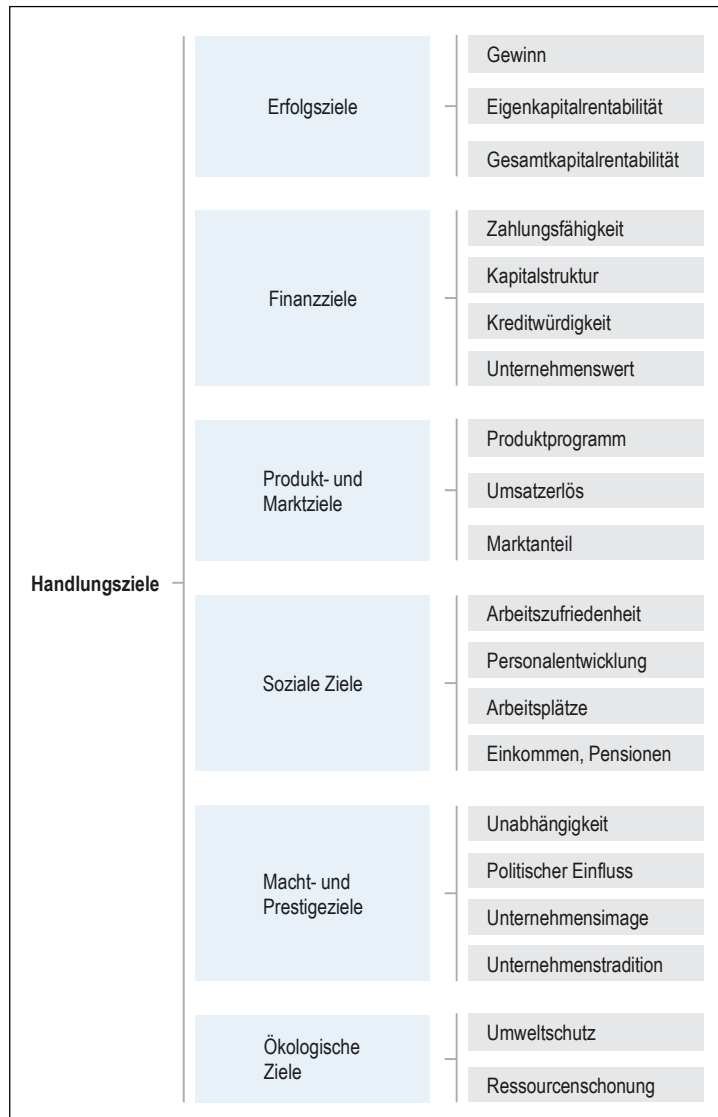 Handlungsziele
Erfolgsziele
Gewinn
Eigenkapitalrentabilität
Gesamtkapitalrentabilität
Finanzziele
Zahlungsfähigkeit
Kapitalstruktur
Kreditwürdigkeit
Unternehmenswert
Produkt- und
Marktziele
Produktprogramm
Umsatzerlös
Marktanteil
Soziale Ziele
Arbeitszufriedenheit
Personalentwicklung
Arbeitsplätze
Einkommen, Pensionen
Macht- und
Prestigeziele
Unabhängigkeit
Politischer Einfluss
Unternehmensimage
Unternehmenstradition
Ökologische
Ziele
Umweltschutz
Ressourcenschonung